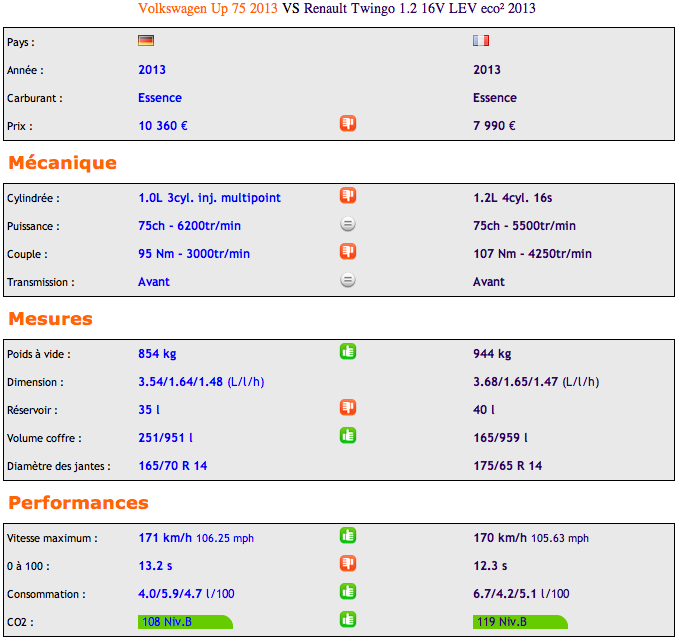 Volkswagen Up 75 2013 VS Renault Twingo 1.2 16V LEV eco² 2013
Pays :
Année : 2013 2013
Carburant : Essence Essence
Prix : 10 360 € 7 990 €
Mécanique
Cylindrée : 1.0L 3cyl. inj. multipoint 1.2L 4cyl. 16s
Puissance : 75ch - 6200tr/min 75ch - 5500tr/min
Couple : 95 Nm - 3000tr/min 107 Nm - 4250tr/min
Transmission : Avant Avant
Mesures
Poids à vide : 854 kg 944 kg
Dimension : 3.54/1.64/1.48 (L/l/h) 3.68/1.65/1.47 (L/l/h)
Réservoir : 35 l 40 l
Volume coffre : 251/951 l 165/959 l
Diamètre des jantes : 165/70 R 14 175/65 R 14
Performances
Vitesse maximum : 171 km/h 106.25 mph 170 km/h 105.63 mph
0 à 100 : 13.2 s 12.3 s
Consommation : 4.0/5.9/4.7 l/100 6.7/4.2/5.1 l/100
CO2 : 108 Niv.B 119 Niv.B